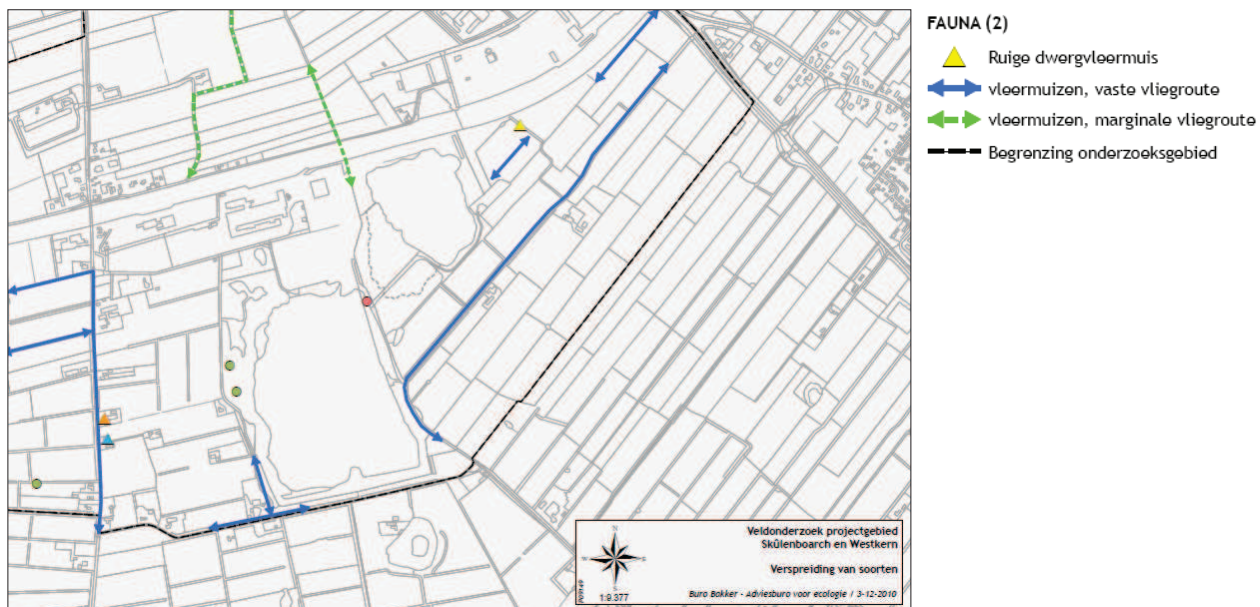 FAUNA (2)
Ruige dwergvleermuis
vleermuizen, vaste vliegroute
vleermuizen, marginale vliegroute
Begrenzing onderzoeksgebied
Veldonderzoek projectgebied
Skûlenboarch en Westkern
Verspreiding van soorten
N
1:9.377
Buro Bakker - Adviesburo voor ecologie / 3-12-2010